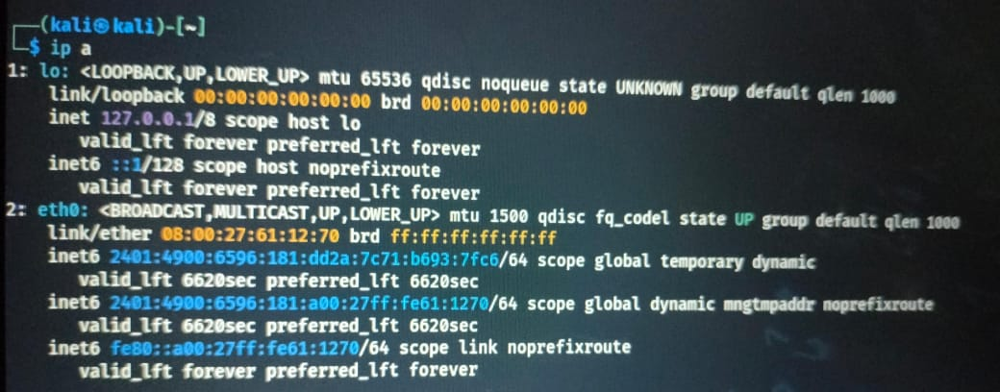 ┌──(kali㉿kali)-[~]
└─$ ip a
1: lo: <LOOPBACK,UP,LOWER_UP> mtu 65536 qdisc noqueue state UNKNOWN group default qlen 1000
    link/loopback 00:00:00:00:00:00 brd 00:00:00:00:00:00
    inet 127.0.0.1/8 scope host lo
       valid_lft forever preferred_lft forever
    inet6 ::1/128 scope host noprefixroute
       valid_lft forever preferred_lft forever
2: eth0: <BROADCAST,MULTICAST,UP,LOWER_UP> mtu 1500 qdisc fq_codel state UP group default qlen 1000
    link/ether 08:00:27:61:12:70 brd ff:ff:ff:ff:ff:ff
    inet6 2401:4900:6596:181:dd2a:7c71:b693:7fc6/64 scope global temporary dynamic
       valid_lft 6620sec preferred_lft 6620sec
    inet6 2401:4900:6596:181:a00:27ff:fe61:1270/64 scope global dynamic mngtmpaddr noprefixroute
       valid_lft 6620sec preferred_lft 6620sec
    inet6 fe80::a00:27ff:fe61:1270/64 scope link noprefixroute
       valid_lft forever preferred_lft forever